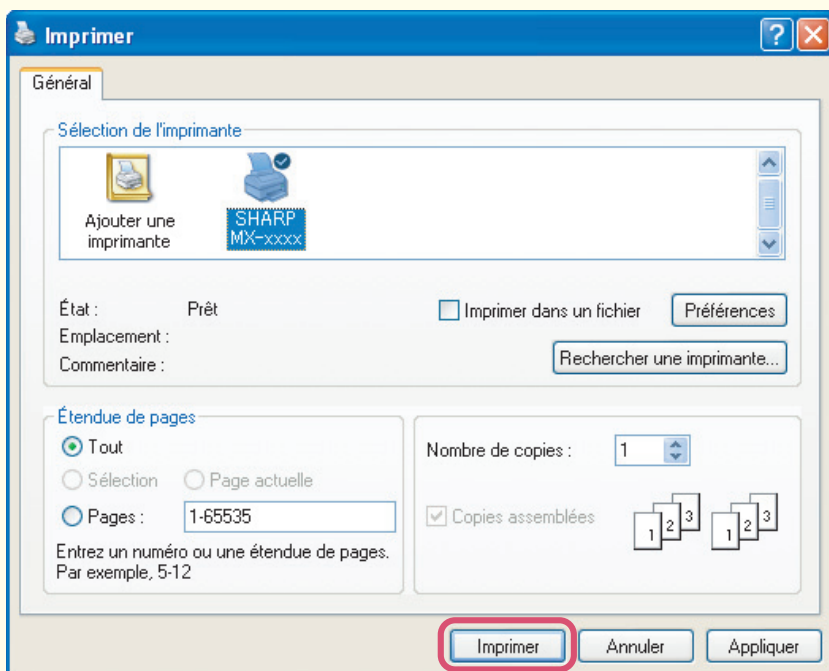 Imprimer
Général
Sélection de l'imprimante
Ajouter une
imprimante
SHARP
MX-xxxx
État : Prêt
Imprimer dans un fichier
Préférences
Emplacement :
Commentaire :
Rechercher une imprimante...
Étendue de pages
Tout
Sélection
Page actuelle
Pages : 1-65535
Entrez un numéro ou une étendue de pages.
Par exemple, 5-12
Nombre de copies : 1
Copies assemblées
1 2 3 1 2 3
Imprimer
Annuler
Appliquer